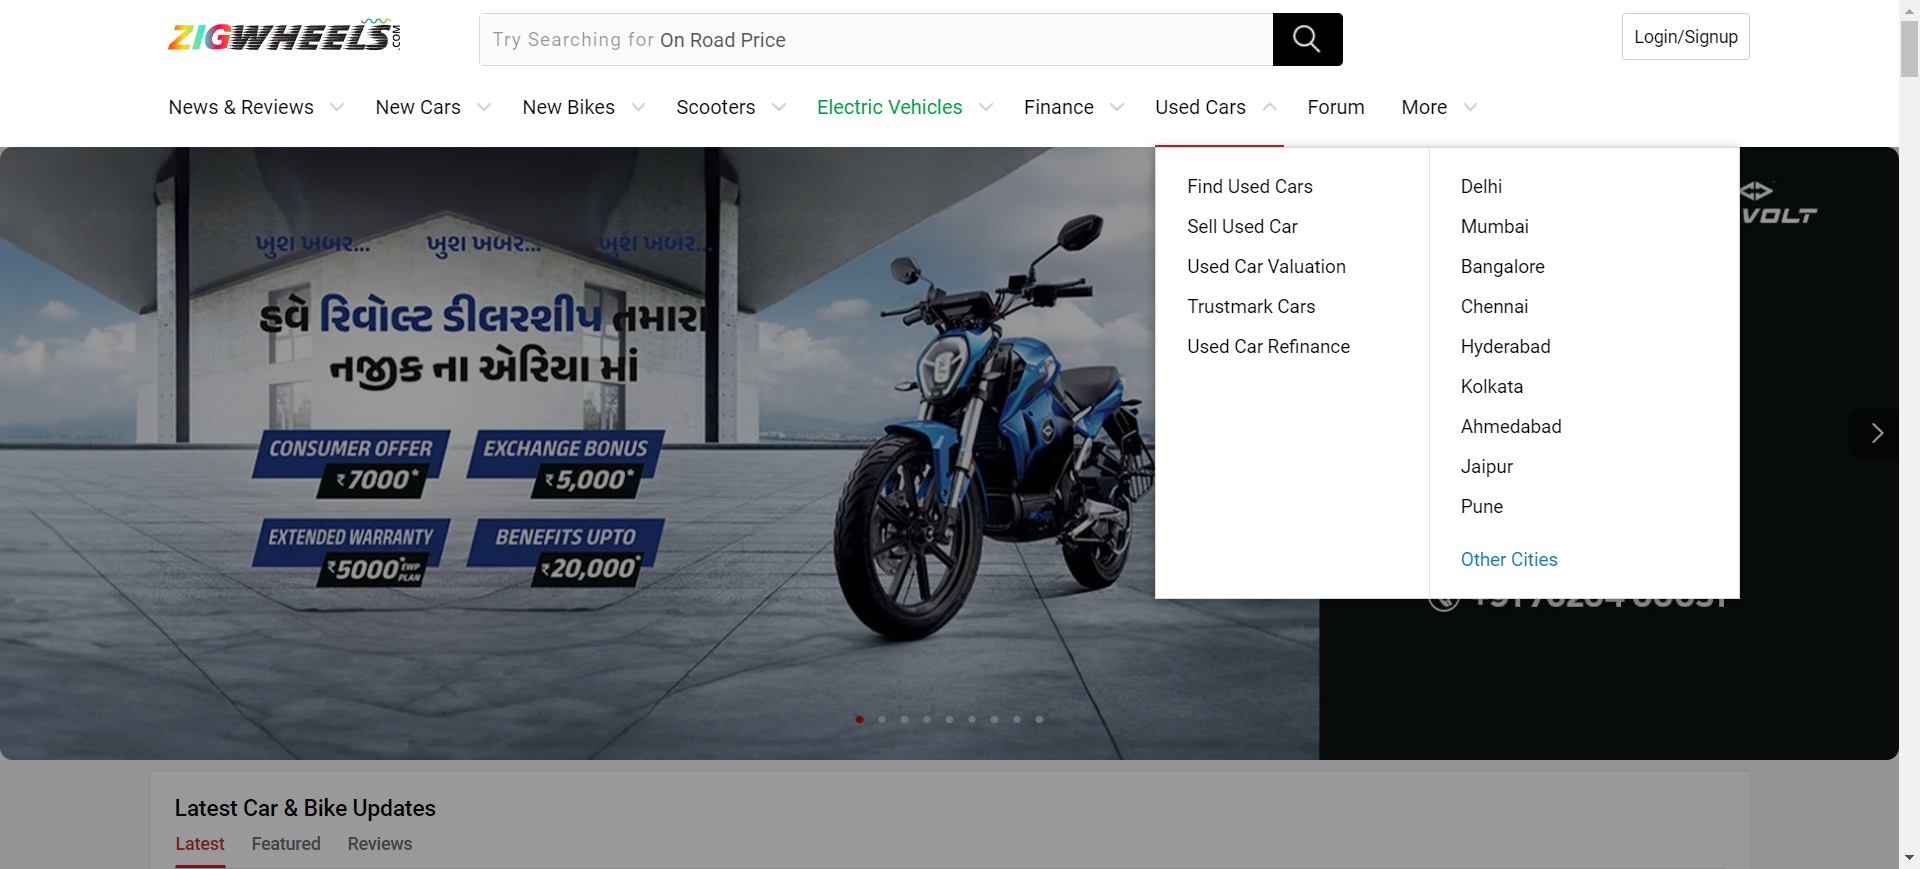 ZIGWHEELS.COM
Try Searching for On Road Price
Login/Signup
News & Reviews
New Cars
New Bikes
Scooters
Electric Vehicles
Finance
Used Cars
Forum
More
Find Used Cars
Sell Used Car
Used Car Valuation
Trustmark Cars
Used Car Refinance
Delhi
Mumbai
Bangalore
Chennai
Hyderabad
Kolkata
Ahmedabad
Jaipur
Pune
Other Cities
VOLT
ખુશ ખબર... ખુશ ખબર... ખુશ ખબર...
હવે રિવોલ્ટ ડીલરશીપ તમારા
નજીક ના એરિયા માં
CONSUMER OFFER
₹7000*
EXCHANGE BONUS
₹5,000*
EXTENDED WARRANTY
₹5000* EWP PLAN
BENEFITS UPTO
₹20,000*
Latest Car & Bike Updates
Latest
Featured
Reviews